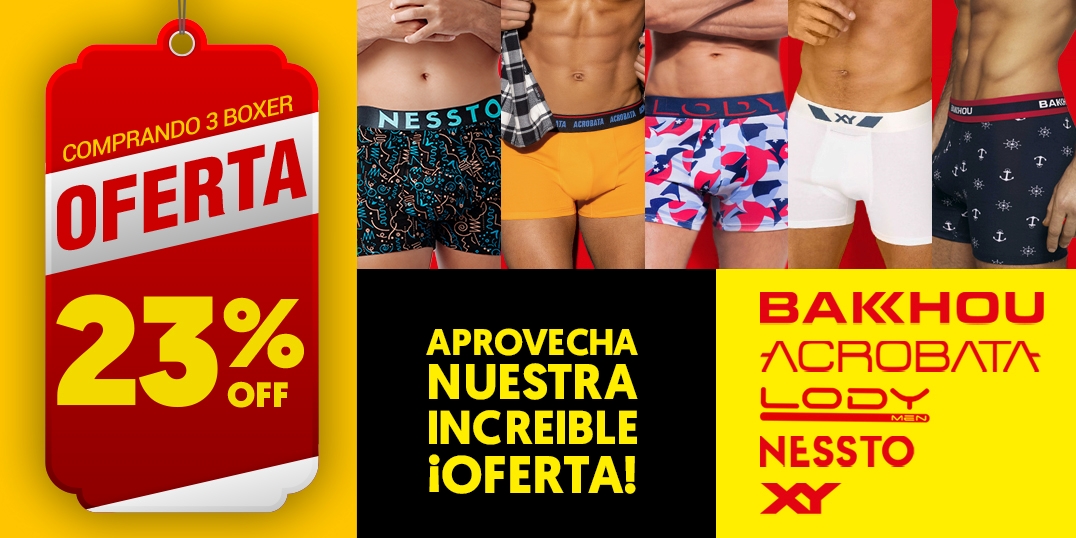 COMPRANDO 3 BOXER
OFERTA
23%
OFF
NESSTO
ACROBATA ACROBATA
LODY
XY
BAKHOU
APROVECHA
NUESTRA
INCREIBLE
¡OFERTA!
BAKHOU
ACROBATA
LODY
MEN
NESSTO
XY